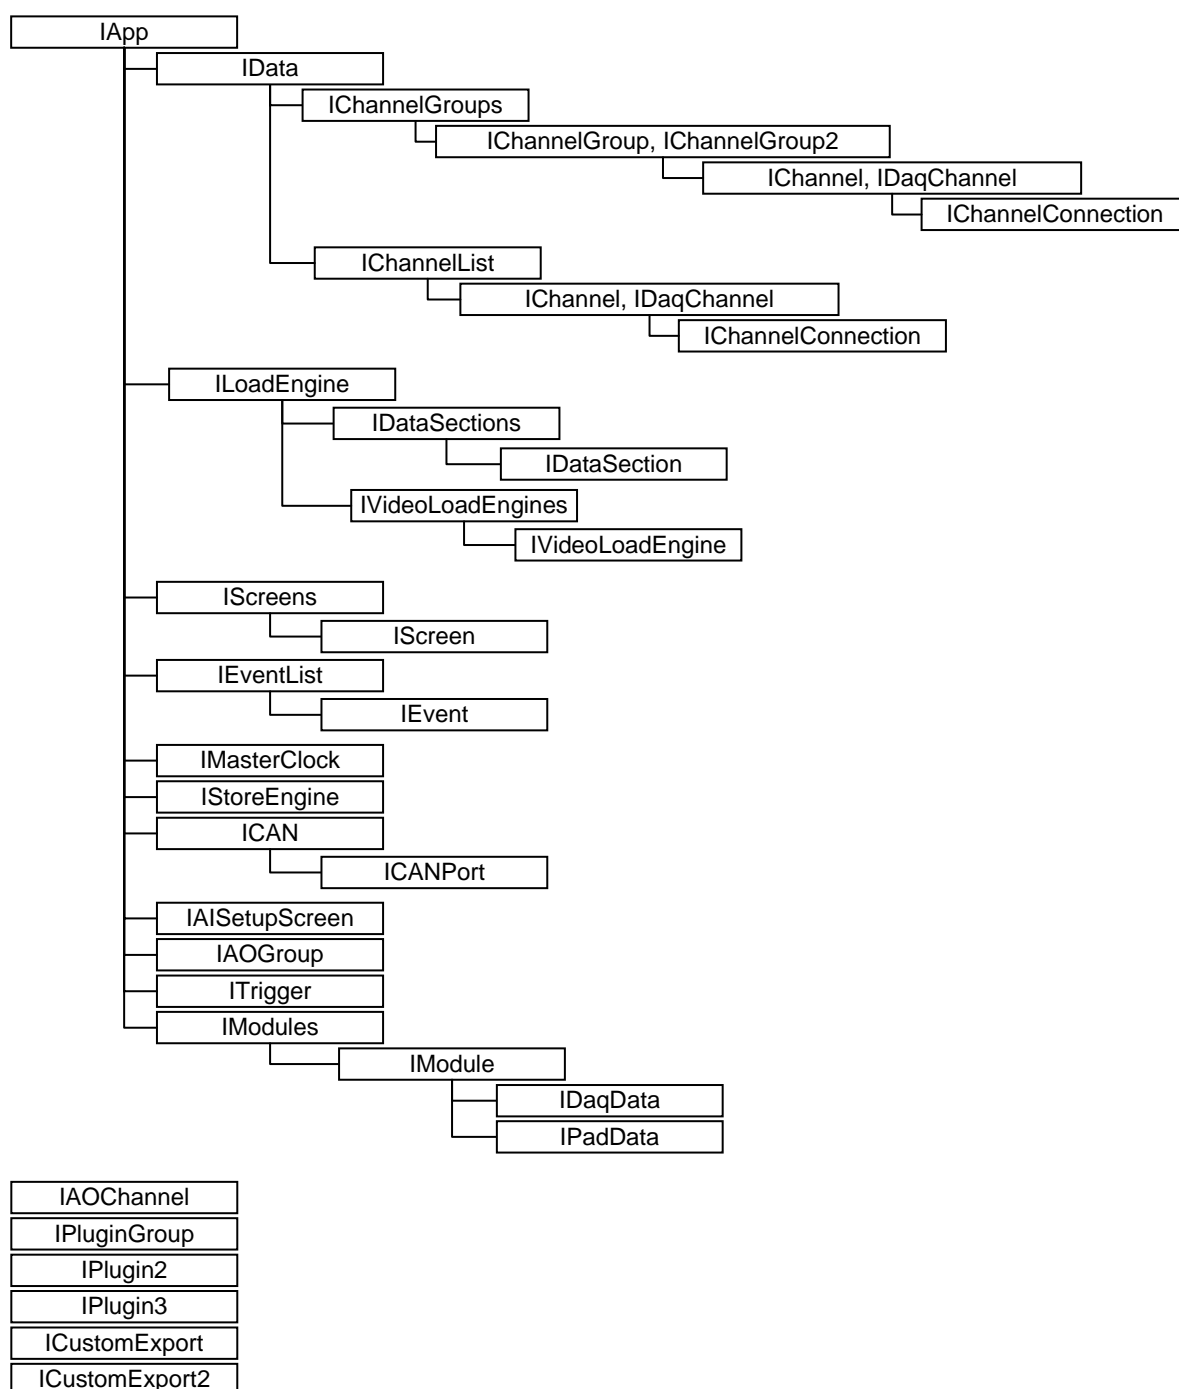 IApp
IData
IChannelGroups
IChannelGroup, IChannelGroup2
IChannel, IDaqChannel
IChannelConnection
IChannelList
IChannel, IDaqChannel
IChannelConnection
ILoadEngine
IDataSections
IDataSection
IVideoLoadEngines
IVideoLoadEngine
IScreens
IScreen
IEventList
IEvent
IMasterClock
IStoreEngine
ICAN
ICANPort
IAISetupScreen
IAOGroup
ITrigger
IModules
IModule
IDaqData
IPadData
IAOChannel
IPluginGroup
IPlugin2
IPlugin3
ICustomExport
ICustomExport2